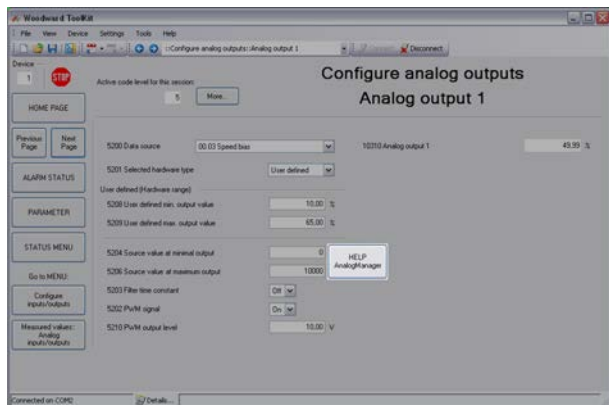 Woodward ToolKit
File View Device Settings Tools Help
::Configure analog outputs::Analog output 1
Connect Disconnect
Device
1 STOP
Configure analog outputs
Analog output 1
Active code level for this session:
5 More...
HOME PAGE
Previous Page Next Page
5200 Data source 00.03 Speed bias
10310 Analog output 1 49.99 %
5201 Selected hardware type User defined
ALARM STATUS
User defined (Hardware range)
5208 User defined min. output value 10.00 %
PARAMETER
5209 User defined max. output value 65.00 %
STATUS MENU
5204 Source value at minimal output 0
HELP
AnalogManager
5206 Source value at maximum output 10000
Go to MENU:
5203 Filter time constant Off
Configure inputs/outputs
5202 PWM signal On
Measured values: Analog inputs/outputs
5210 PWM output level 10.00 V
Connected on COM2 Details...